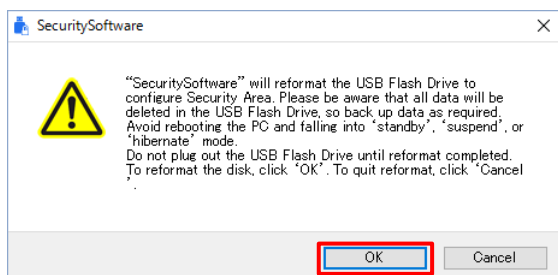 SecuritySoftware
“SecuritySoftware” will reformat the USB Flash Drive to
configure Security Area. Please be aware that all data will be
deleted in the USB Flash Drive, so back up data as required.
Avoid rebooting the PC and falling into ‘standby’, ‘suspend’, or
‘hibernate’ mode.
Do not plug out the USB Flash Drive until reformat completed.
To reformat the disk, click ‘OK’. To quit reformat, click ‘Cancel
’.
OK
Cancel